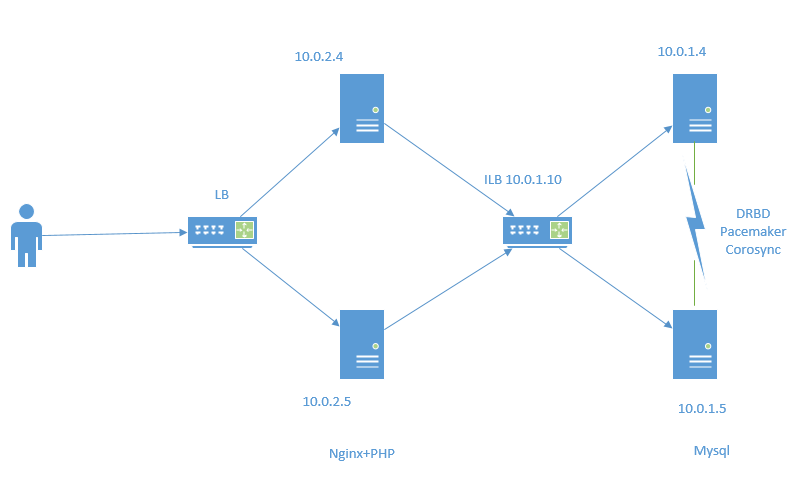 10.0.2.4
10.0.1.4
LB
ILB 10.0.1.10
DRBD
Pacemaker
Corosync
10.0.2.5
10.0.1.5
Nginx+PHP
Mysql